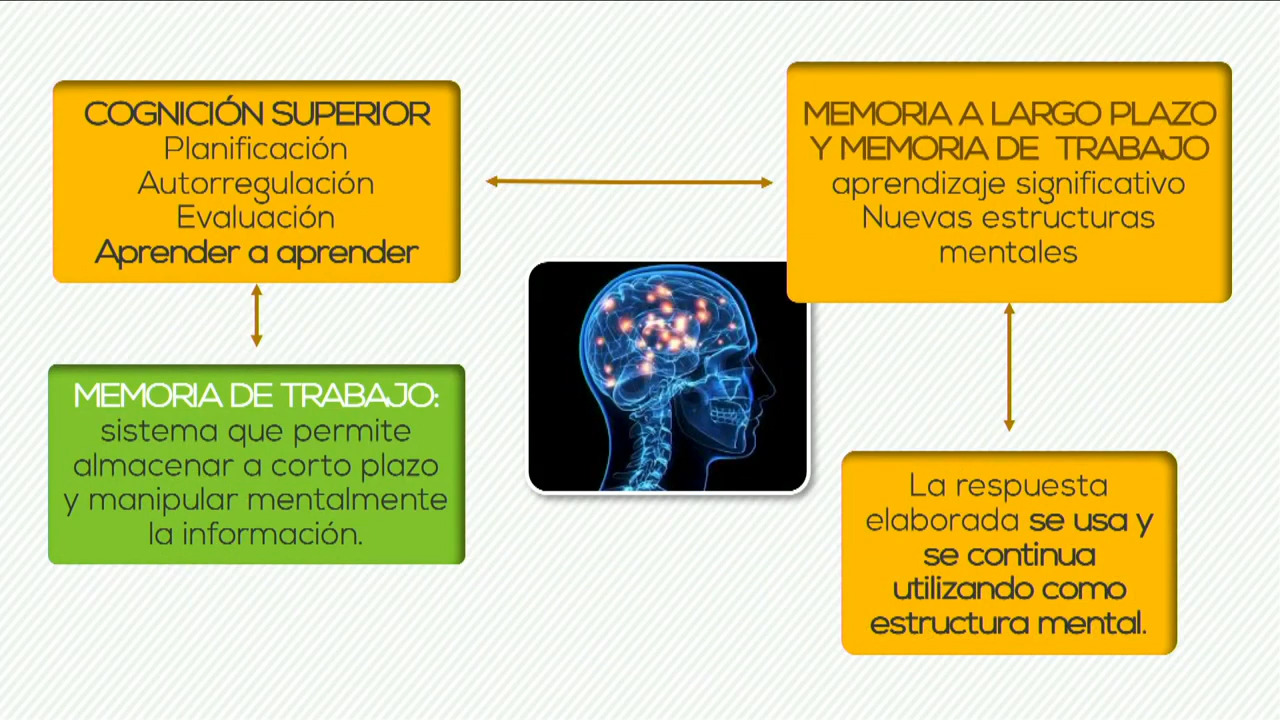 COGNICIÓN SUPERIOR
Planificación
Autorregulación
Evaluación
Aprender a aprender
MEMORIA A LARGO PLAZO
Y MEMORIA DE TRABAJO
aprendizaje significativo
Nuevas estructuras
mentales
MEMORIA DE TRABAJO:
sistema que permite
almacenar a corto plazo
y manipular mentalmente
la información.
La respuesta
elaborada se usa y
se continua
utilizando como
estructura mental.